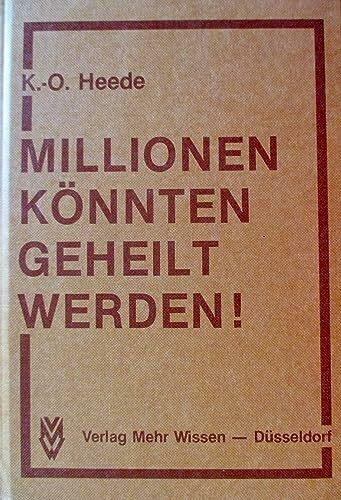 K.-O. Heede
MILLIONEN
KÖNNTEN
GEHEILT
WERDEN!
Verlag Mehr Wissen — Düsseldorf